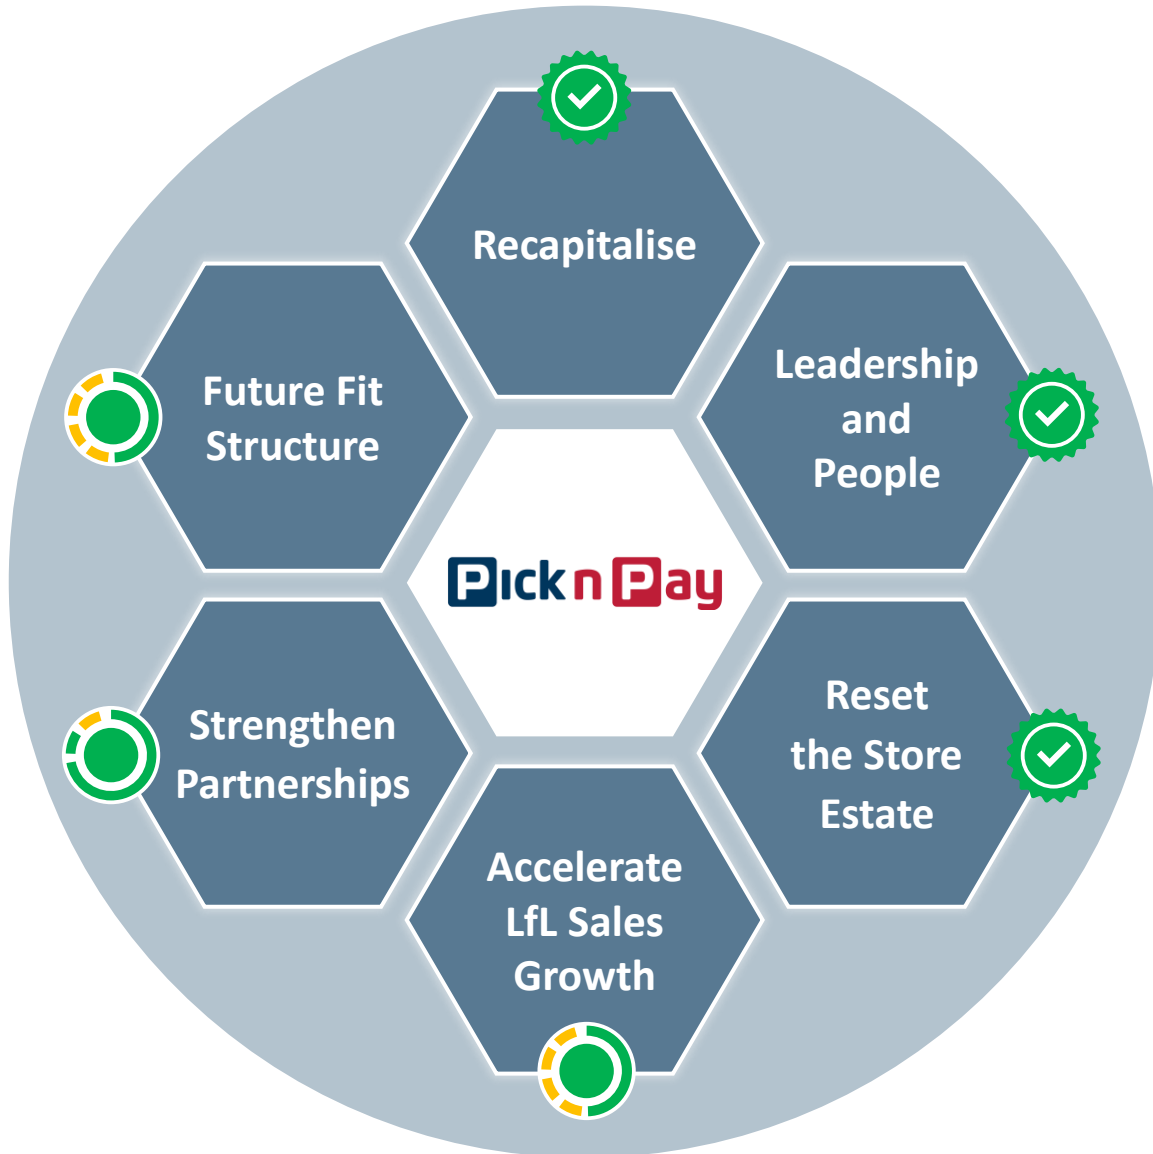 Recapitalise
Leadership
and
People
Reset
the Store
Estate
Accelerate
LfL Sales
Growth
Strengthen
Partnerships
Future Fit
Structure
Pick n Pay